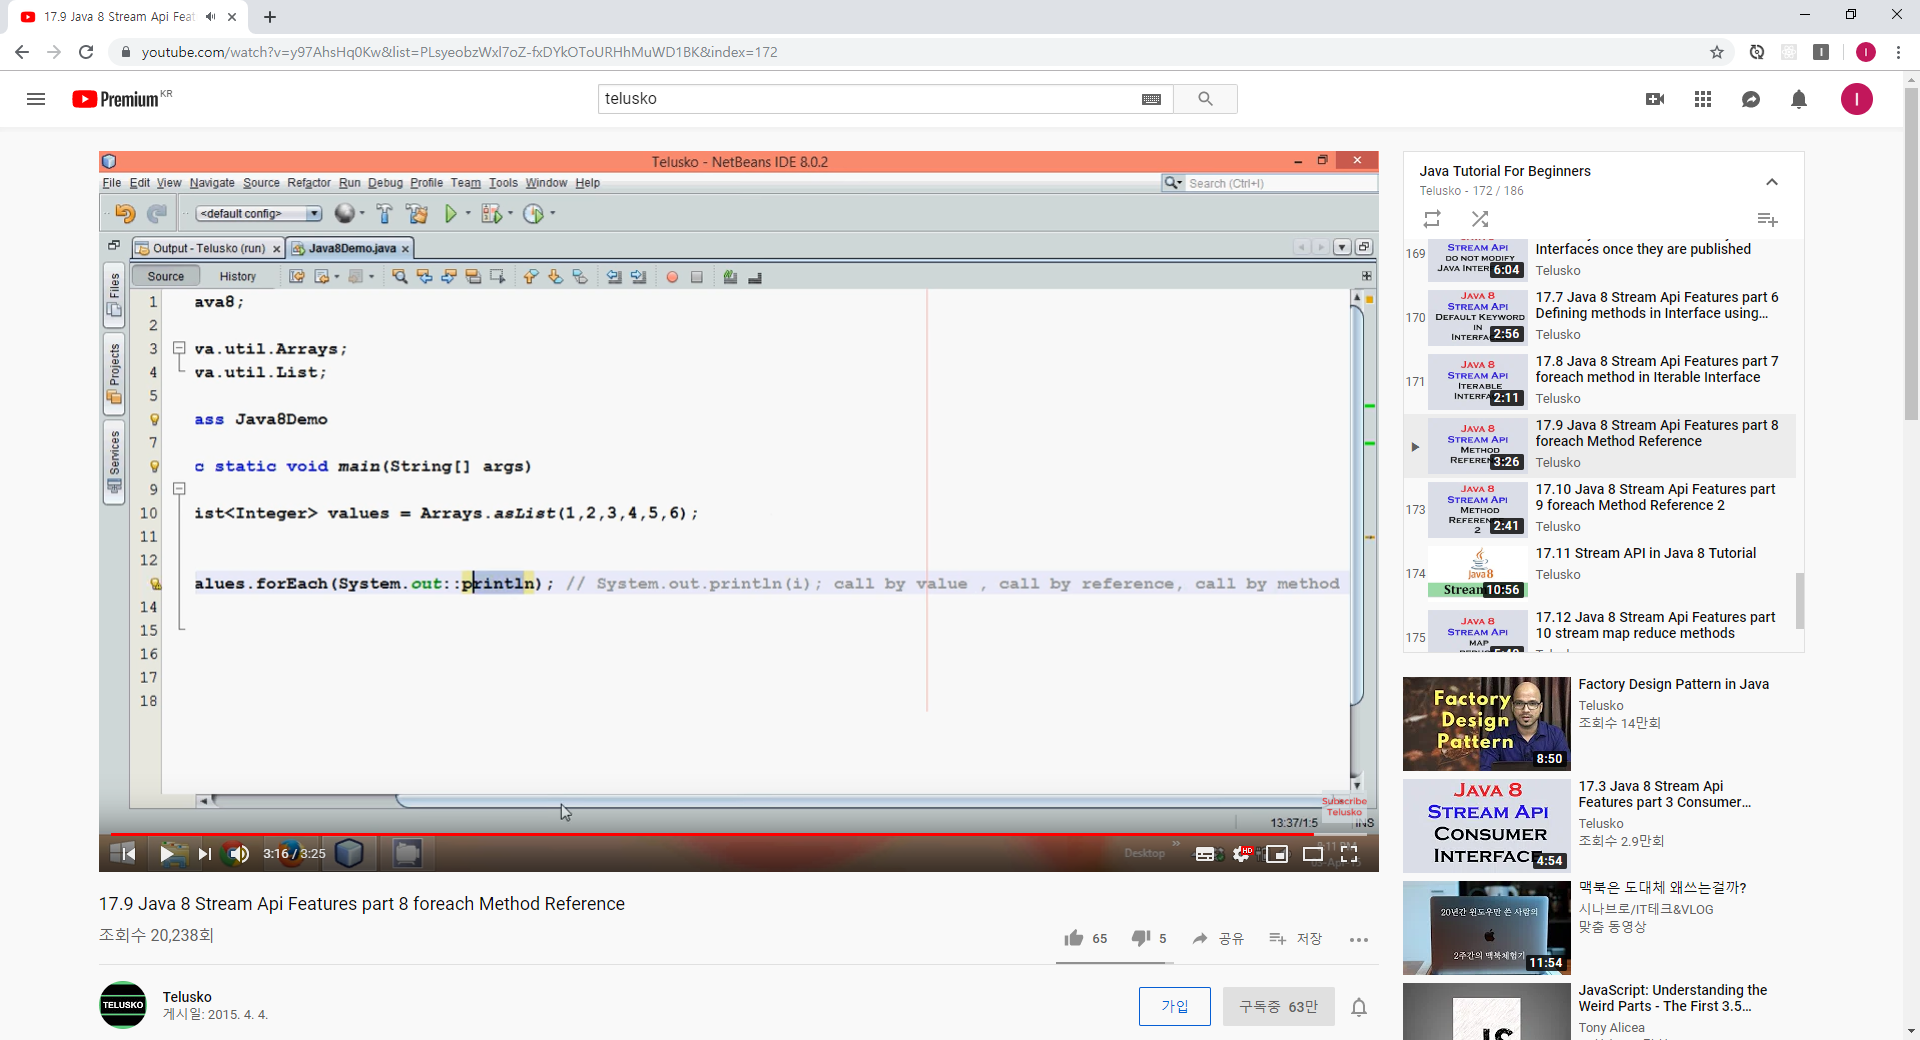 17.9 Java 8 Stream Api Feat
youtube.com/watch?v=y97AhsHq0Kw&list=PLsyeobzWxl7oZ-fxDYkOToURHhMuWD1BK&index=172
I
Premium KR
telusko
I
Telusko - NetBeans IDE 8.0.2
File Edit View Navigate Source Refactor Run Debug Profile Team Tools Window Help
Search (Ctrl+I)
<default config>
Output - Telusko (run)
Java8Demo.java
Source History
Files
Projects
Services
1 ava8;
2
3 va.util.Arrays;
4 va.util.List;
5
ass Java8Demo
7
c static void main(String[] args)
9
10 ist<Integer> values = Arrays.asList(1,2,3,4,5,6);
11
12
alues.forEach(System.out::println); // System.out.println(i); call by value , call by reference, call by method
14
15
16
17
18
Subscribe
Telusko
13:37/1:5
INS
3:16 / 3:25
Desktop
HD
17.9 Java 8 Stream Api Features part 8 foreach Method Reference
조회수 20,238회
65
5
공유
저장
TELUSKO
Telusko
게시일: 2015. 4. 4.
가입
구독중 63만
Java Tutorial For Beginners
Telusko - 172 / 186
169
Stream Api
Do not modify
Java Inter
6:04
Interfaces once they are published
Telusko
170
Java 8
Stream Api
Default Keyword
in
Interfa
2:56
17.7 Java 8 Stream Api Features part 6
Defining methods in Interface using...
Telusko
171
Java 8
Stream Api
Iterable
Interf
2:11
17.8 Java 8 Stream Api Features part 7
foreach method in Iterable Interface
Telusko
Java 8
Stream Api
Method
Referen
3:26
17.9 Java 8 Stream Api Features part 8
foreach Method Reference
Telusko
173
Java 8
Stream Api
Method
Referen
2
2:41
17.10 Java 8 Stream Api Features part
9 foreach Method Reference 2
Telusko
174
Java8
Stream
10:56
17.11 Stream API in Java 8 Tutorial
Telusko
175
Java 8
Stream Api
Map
17.12 Java 8 Stream Api Features part
10 stream map reduce methods
Factory
Design
Pattern
8:50
Factory Design Pattern in Java
Telusko
조회수 14만회
Java 8
Stream Api
Consumer
Interface
4:54
17.3 Java 8 Stream Api
Features part 3 Consumer...
Telusko
조회수 2.9만회
20년간 윈도우만 쓴 사람의
2주간의 맥북체험기
11:54
맥북은 도대체 왜쓰는걸까?
시나브로/IT테크&VLOG
맞춤 동영상
JavaScript: Understanding the
Weird Parts - The First 3.5...
Tony Alicea